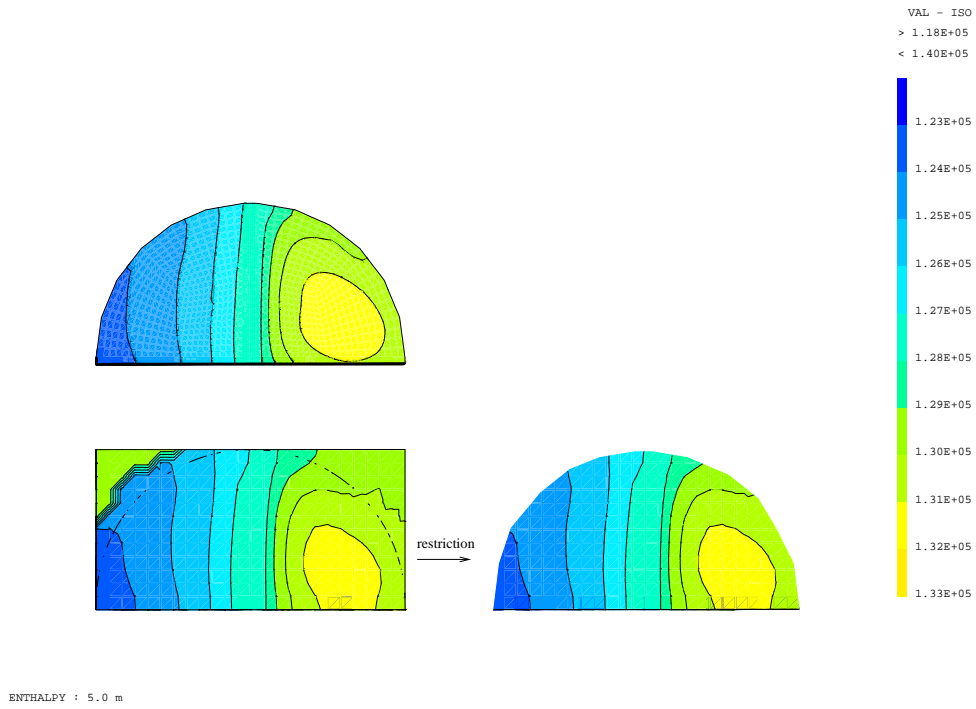 VAL - ISO
> 1.18E+05
< 1.40E+05
1.23E+05
1.24E+05
1.25E+05
1.26E+05
1.27E+05
1.28E+05
1.29E+05
1.30E+05
1.31E+05
1.32E+05
1.33E+05
restriction
ENTHALPY : 5.0 m